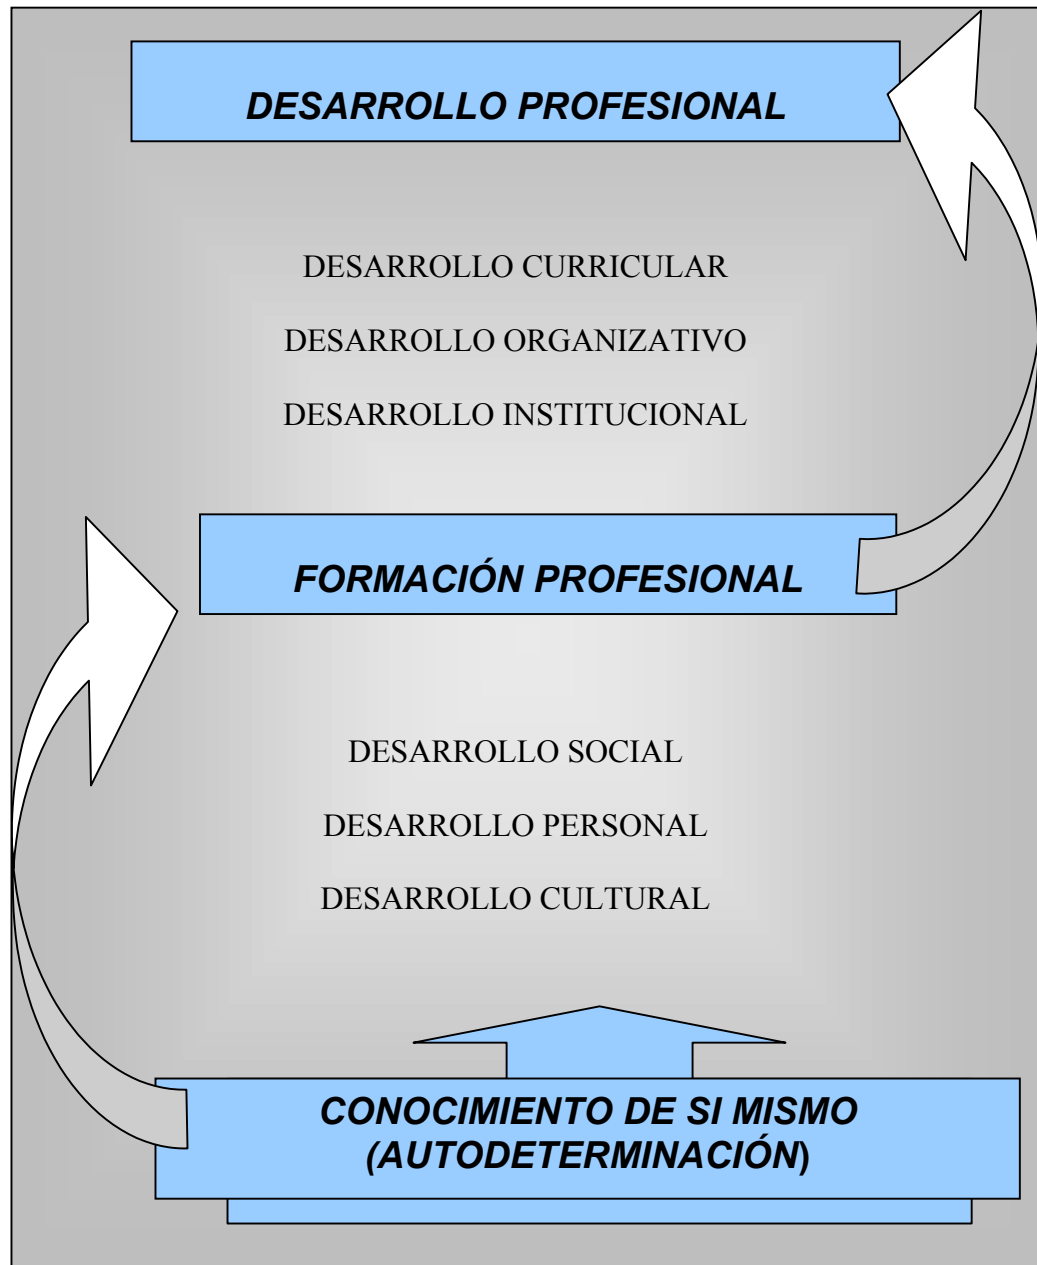 DESARROLLO PROFESIONAL
DESARROLLO CURRICULAR
DESARROLLO ORGANIZATIVO
DESARROLLO INSTITUCIONAL
FORMACIÓN PROFESIONAL
DESARROLLO SOCIAL
DESARROLLO PERSONAL
DESARROLLO CULTURAL
CONOCIMIENTO DE SI MISMO
(AUTODETERMINACIÓN)